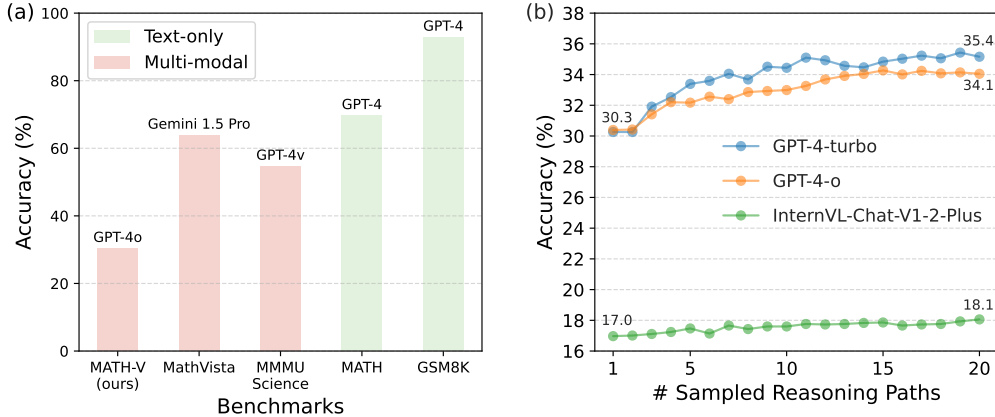 (a)
100
80
60
40
20
0
Accuracy (%)
Text-only
Multi-modal
GPT-4o
Gemini 1.5 Pro
GPT-4v
GPT-4
GPT-4
MATH-V
(ours)
MathVista
MMMU
Science
MATH
GSM8K
Benchmarks
(b)
38
36
34
32
30
28
26
24
22
20
18
16
Accuracy (%)
30.3
35.4
34.1
GPT-4-turbo
GPT-4-o
InternVL-Chat-V1-2-Plus
17.0
18.1
1
5
10
15
20
# Sampled Reasoning Paths